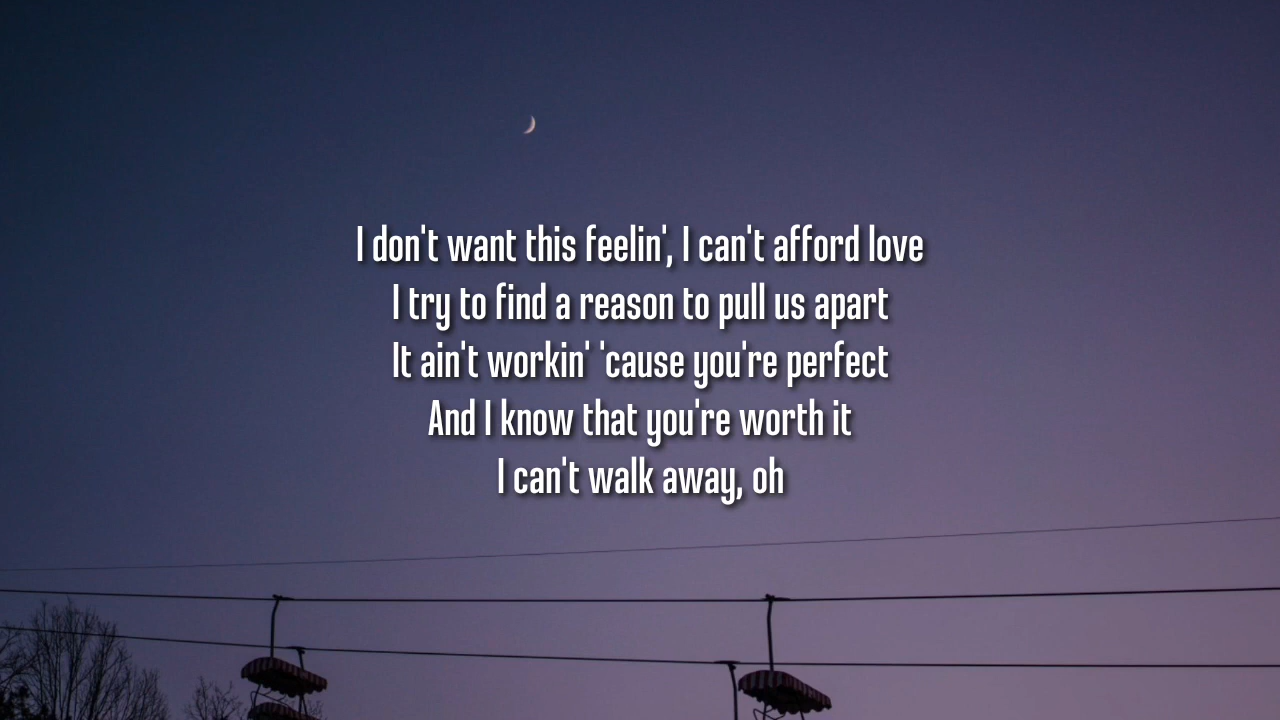 I don't want this feelin', I can't afford love
I try to find a reason to pull us apart
It ain't workin' 'cause you're perfect
And I know that you're worth it
I can't walk away, oh